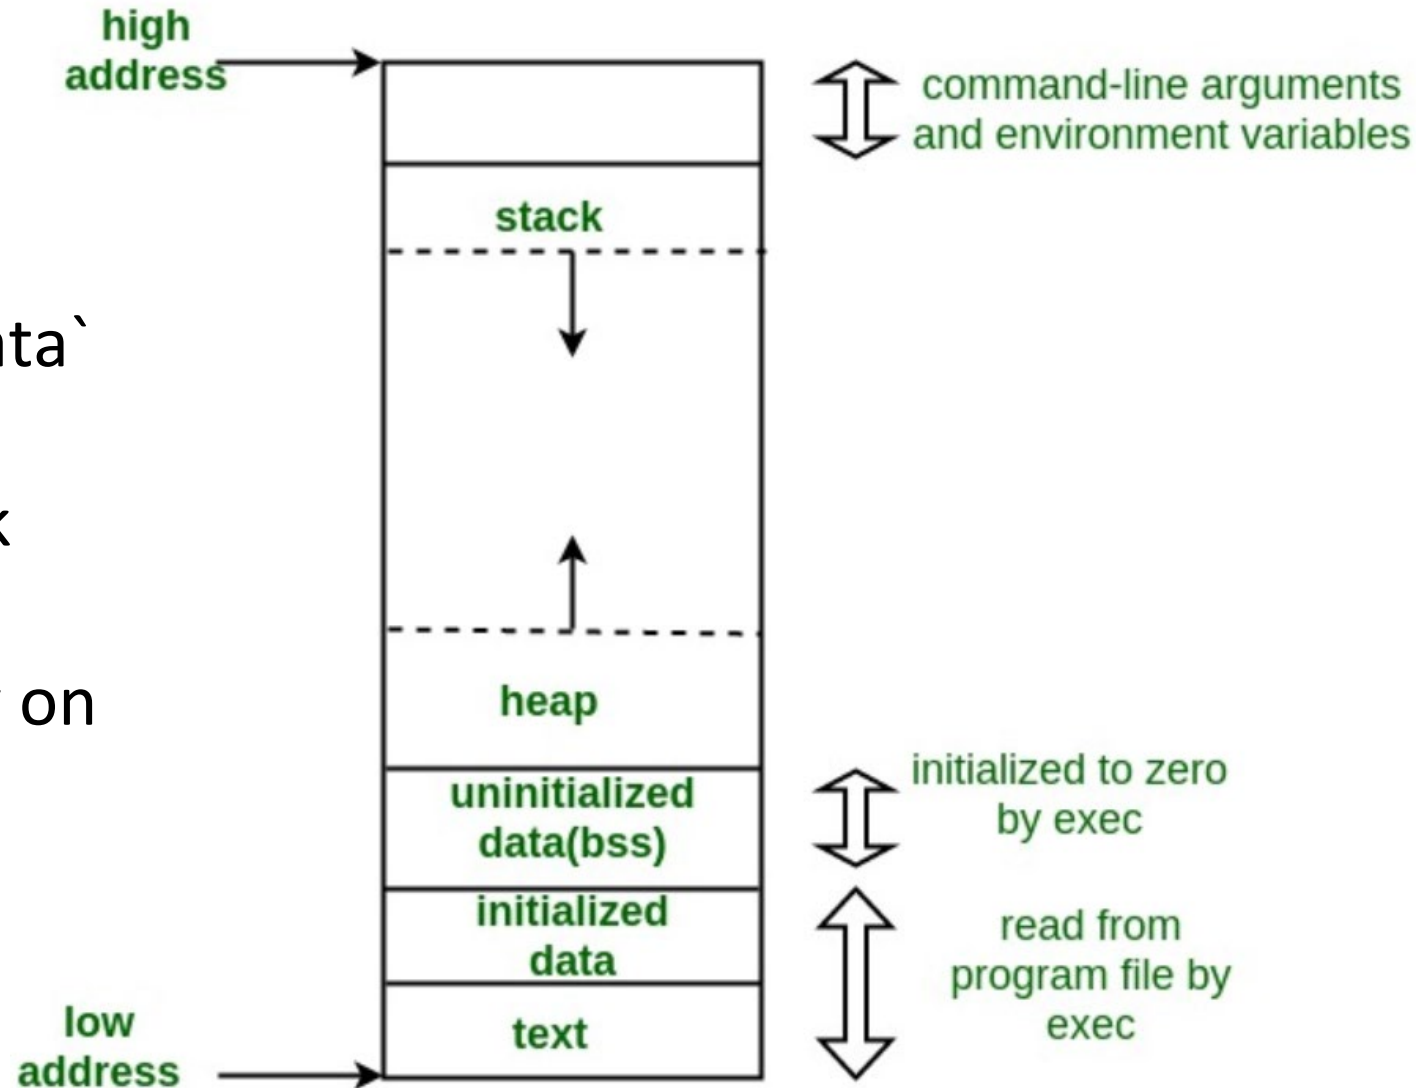 high
address
command-line arguments
and environment variables
stack
ata`
k
on
heap
uninitialized
data(bss)
initialized to zero
by exec
initialized
data
read from
program file by
exec
text
low
address